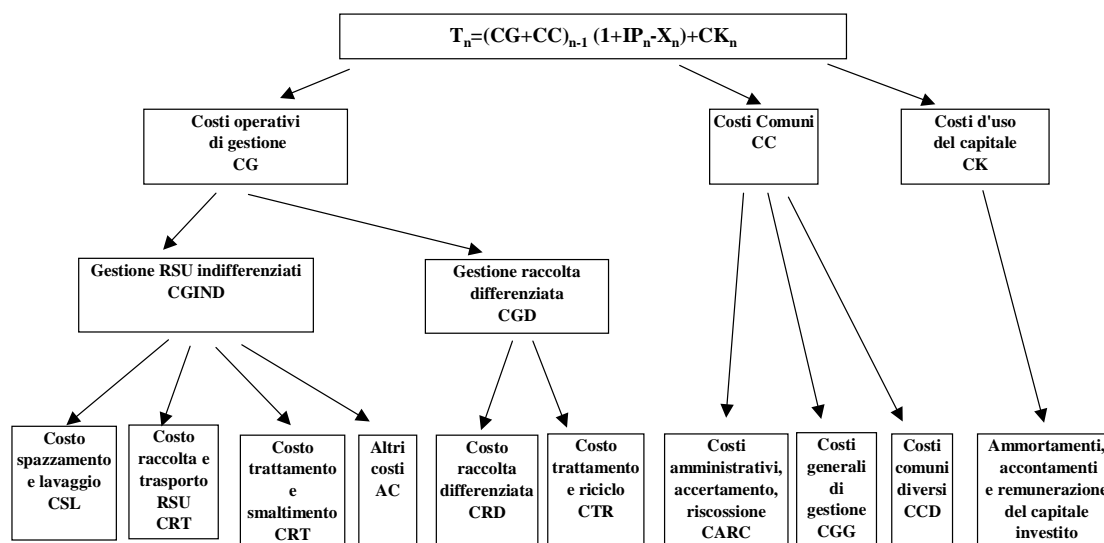 Tn=(CG+CC)n-1 (1+IPn-Xn)+CKn
Costi operativi
di gestione
CG
Costi Comuni
CC
Costi d'uso
del capitale
CK
Gestione RSU indifferenziati
CGIND
Gestione raccolta
differenziata
CGD
Costo
spazzamento
e lavaggio
CSL
Costo
raccolta e
trasporto
RSU
CRT
Costo
trattamento
e
smaltimento
CRT
Altri
costi
AC
Costo
raccolta
differenziata
CRD
Costo
trattamento
e riciclo
CTR
Costi
amministrativi,
accertamento,
riscossione
CARC
Costi
generali
di
gestione
CGG
Costi
comuni
diversi
CCD
Ammortamenti,
accontamenti
e remunerazione
del capitale
investito